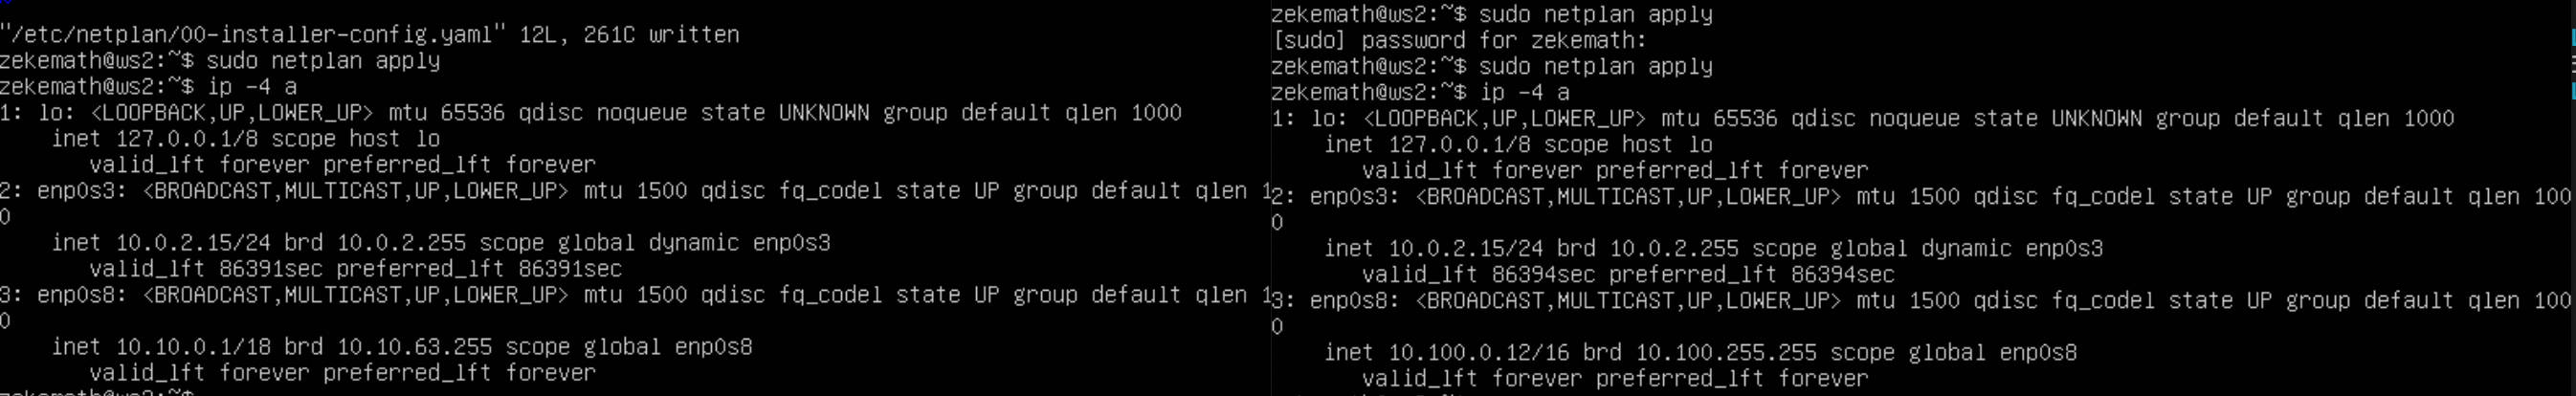 "/etc/netplan/00-installer-config.yaml" 12L, 261C written
zekemath@ws2:~$ sudo netplan apply
zekemath@ws2:~$ ip -4 a
1: lo: <LOOPBACK,UP,LOWER_UP> mtu 65536 qdisc noqueue state UNKNOWN group default qlen 1000
    inet 127.0.0.1/8 scope host lo
       valid_lft forever preferred_lft forever
2: enp0s3: <BROADCAST,MULTICAST,UP,LOWER_UP> mtu 1500 qdisc fq_codel state UP group default qlen 1
0
    inet 10.0.2.15/24 brd 10.0.2.255 scope global dynamic enp0s3
       valid_lft 86391sec preferred_lft 86391sec
3: enp0s8: <BROADCAST,MULTICAST,UP,LOWER_UP> mtu 1500 qdisc fq_codel state UP group default qlen 1
0
    inet 10.10.0.1/18 brd 10.10.63.255 scope global enp0s8
       valid_lft forever preferred_lft forever
zekemath@ws2:~$
zekemath@ws2:~$ sudo netplan apply
[sudo] password for zekemath:
zekemath@ws2:~$ sudo netplan apply
zekemath@ws2:~$ ip -4 a
1: lo: <LOOPBACK,UP,LOWER_UP> mtu 65536 qdisc noqueue state UNKNOWN group default qlen 1000
    inet 127.0.0.1/8 scope host lo
       valid_lft forever preferred_lft forever
2: enp0s3: <BROADCAST,MULTICAST,UP,LOWER_UP> mtu 1500 qdisc fq_codel state UP group default qlen 100
0
    inet 10.0.2.15/24 brd 10.0.2.255 scope global dynamic enp0s3
       valid_lft 86394sec preferred_lft 86394sec
3: enp0s8: <BROADCAST,MULTICAST,UP,LOWER_UP> mtu 1500 qdisc fq_codel state UP group default qlen 100
0
    inet 10.100.0.12/16 brd 10.100.255.255 scope global enp0s8
       valid_lft forever preferred_lft forever